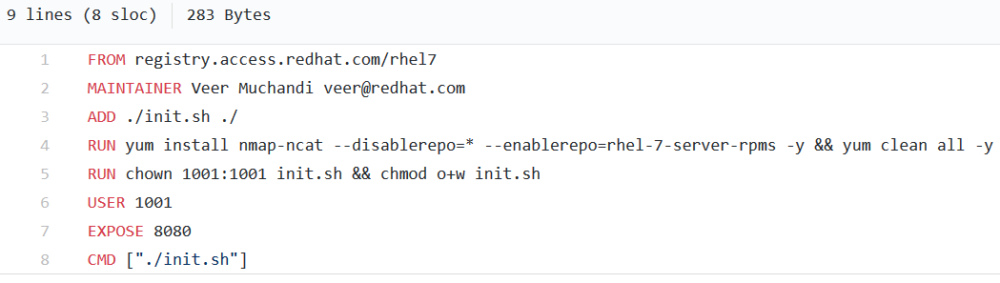 9 lines (8 sloc) 283 Bytes
1 FROM registry.access.redhat.com/rhel7
2 MAINTAINER Veer Muchandi veer@redhat.com
3 ADD ./init.sh ./
4 RUN yum install nmap-ncat --disablerepo=* --enablerepo=rhel-7-server-rpms -y && yum clean all -y
5 RUN chown 1001:1001 init.sh && chmod o+w init.sh
6 USER 1001
7 EXPOSE 8080
8 CMD ["./init.sh"]